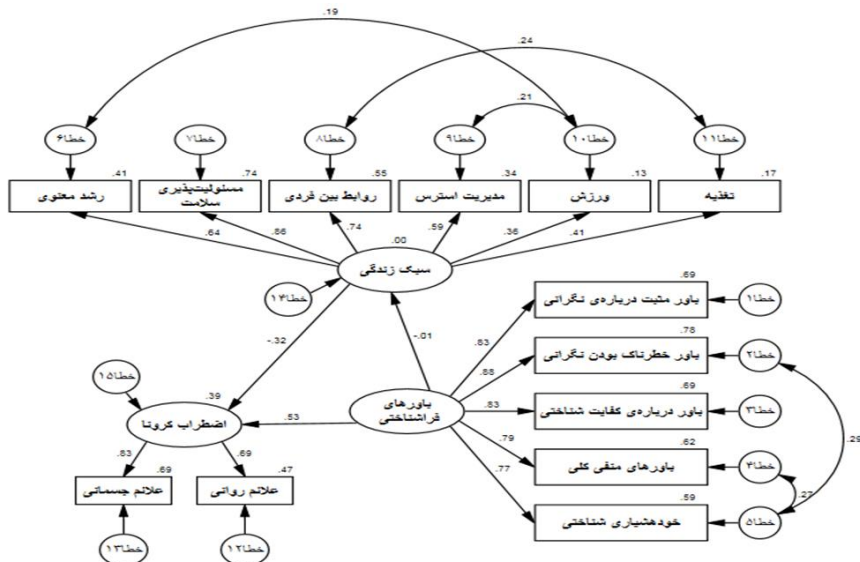 .19
.24
.21
خطا۶
خطا۷
خطا۸
خطا۹
خطا۱۰
خطا۱۱
.41
.74
.55
.34
.13
.17
رشد معنوی
مسئولیت‌پذیری
سلامت
روابط بین فردی
مدیریت استرس
ورزش
تغذیه
.64
.86
.74
.59
.36
.41
.00
سبک زندگی
خطا۱۴
-.32
-.01
.69
باور مثبت درباره‌ی نگرانی
خطا۱
.83
.78
باور خطرناک بودن نگرانی
خطا۲
.88
.69
باور درباره‌ی کفایت شناختی
خطا۳
.83
.62
باورهای منفی کلی
خطا۴
.79
.59
خودهشیاری شناختی
خطا۵
.77
.29
.27
باورهای
فراشناختی
.53
خطا۱۵
.39
اضطراب کرونا
.83
.69
.69
علائم جسمانی
.47
علائم روانی
خطا۱۳
خطا۱۲